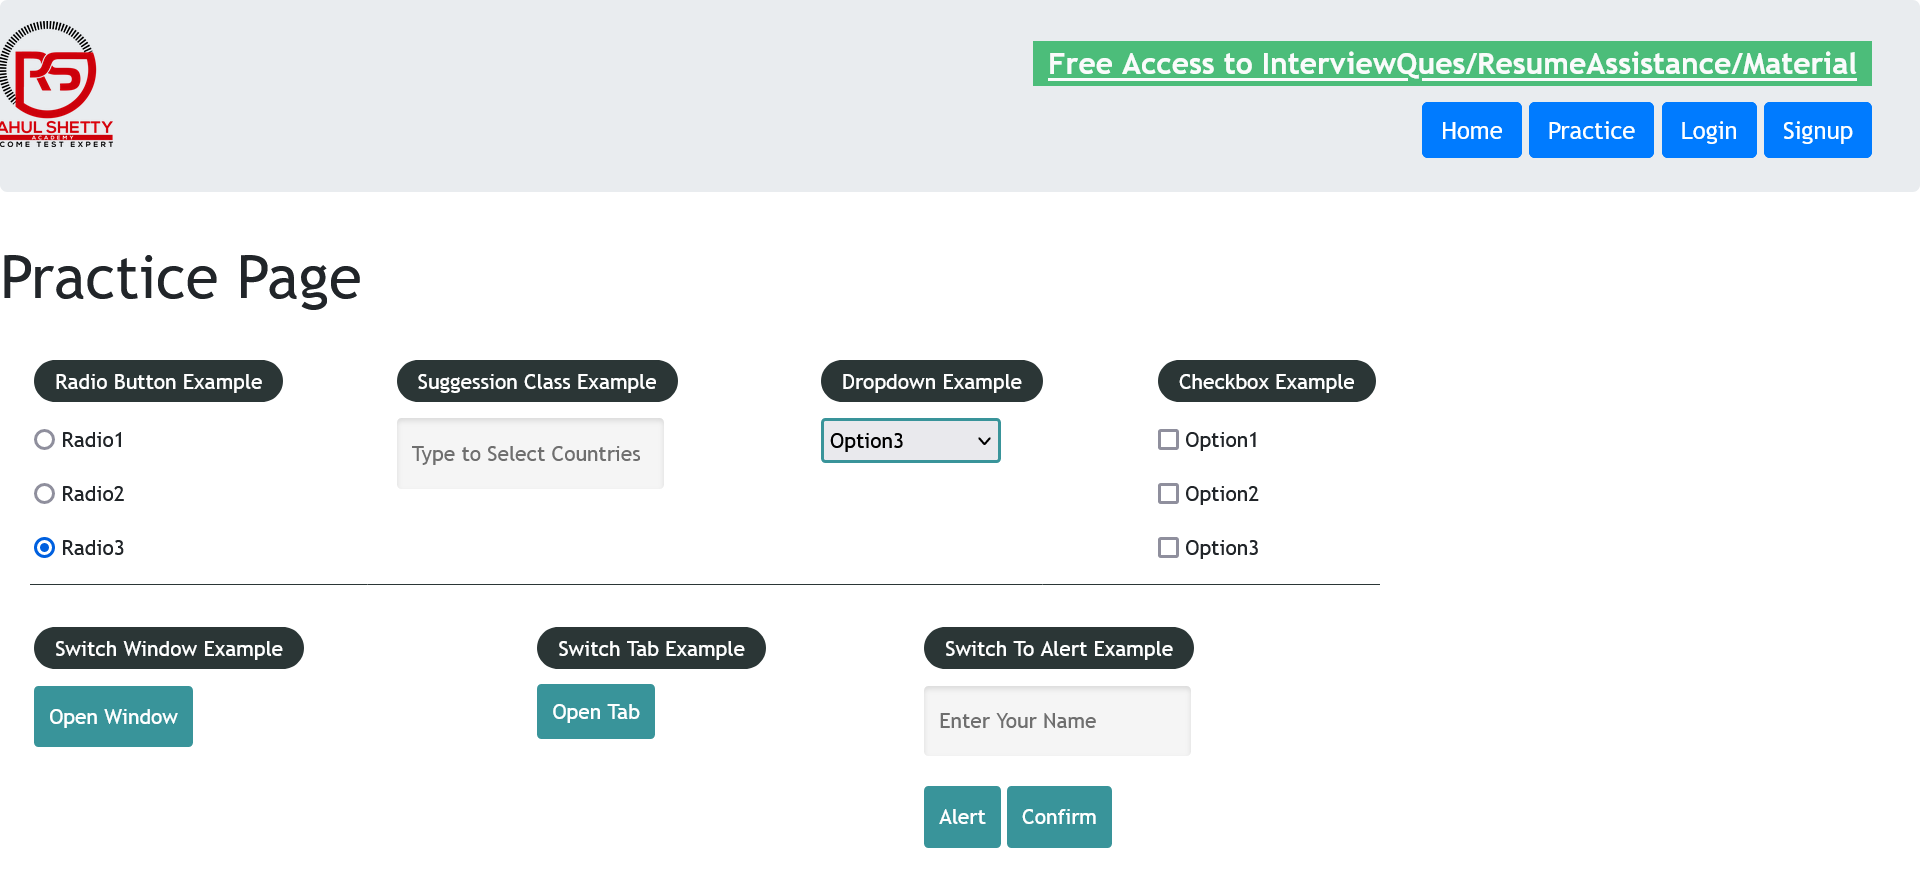 AHUL SHETTY
ACADEMY
COME TEST EXPERT
Free Access to InterviewQues/ResumeAssistance/Material
Home Practice Login Signup
Practice Page
Radio Button Example
Radio1
Radio2
Radio3
Suggession Class Example
Type to Select Countries
Dropdown Example
Option3
Checkbox Example
Option1
Option2
Option3
Switch Window Example
Open Window
Switch Tab Example
Open Tab
Switch To Alert Example
Enter Your Name
Alert Confirm